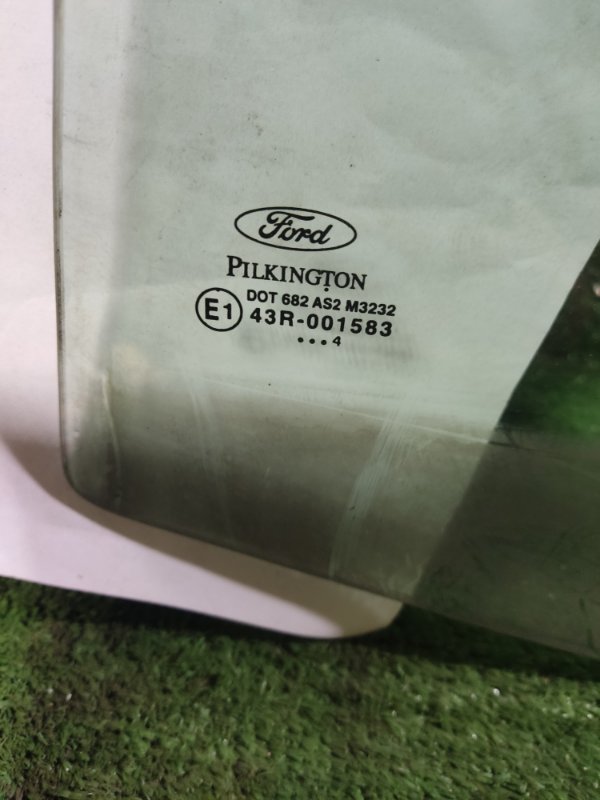 Ford
PILKINGTON
DOT 682 AS2 M3232
E1 43R-001583
•••4